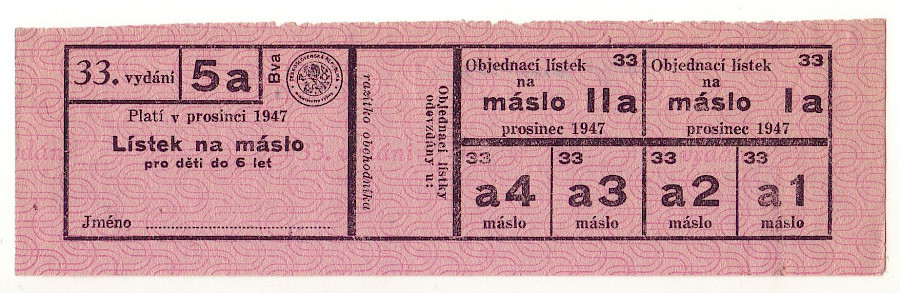 33. vydání
5a
Bva
Platí v prosinci 1947
Lístek na máslo
pro děti do 6 let
Jméno
razítko obchodníka
Objednací lístky
odevzdány u:
Objednací lístek 33
na
máslo IIa
prosinec 1947
Objednací lístek 33
na
máslo Ia
prosinec 1947
33
a4
máslo
33
a3
máslo
33
a2
máslo
33
a1
máslo